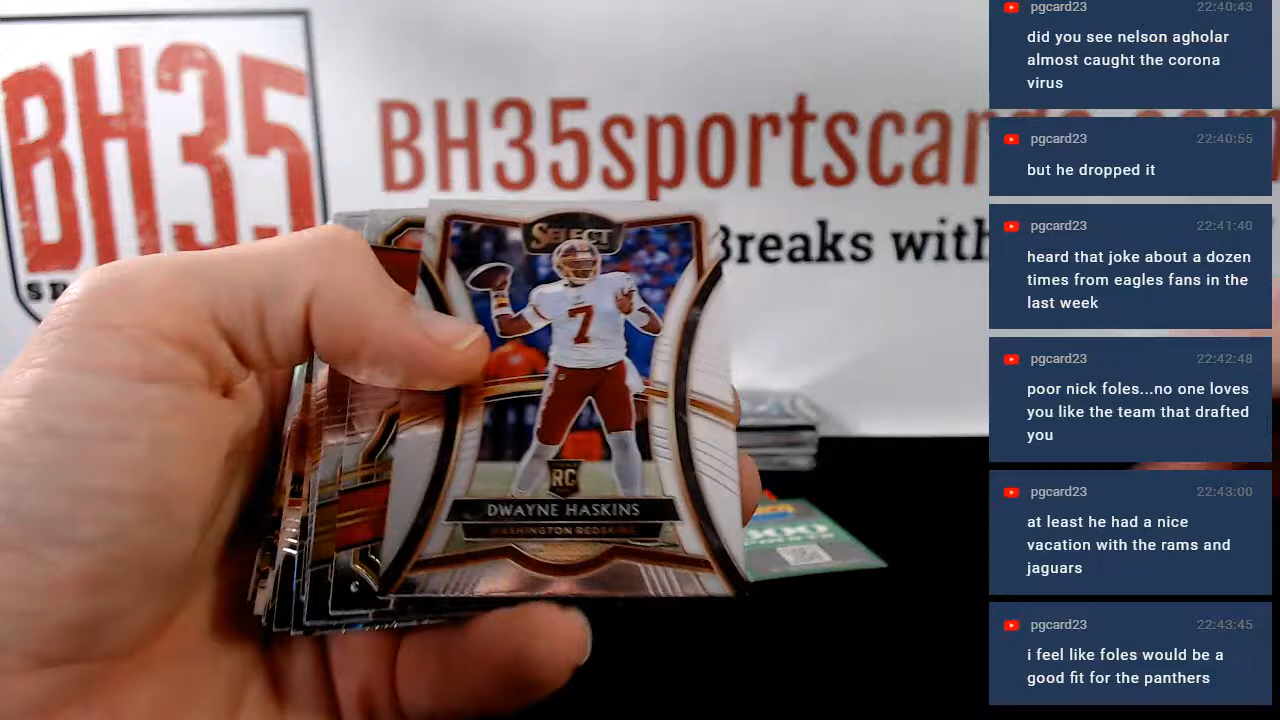 BH35
BH35sportscards.com
Breaks with
SELECT
7
RC
DWAYNE HASKINS
WASHINGTON REDSKINS
pgcard23 22:40:43
did you see nelson agholar
almost caught the corona
virus
pgcard23 22:40:55
but he dropped it
pgcard23 22:41:40
heard that joke about a dozen
times from eagles fans in the
last week
pgcard23 22:42:48
poor nick foles...no one loves
you like the team that drafted
you
pgcard23 22:43:00
at least he had a nice
vacation with the rams and
jaguars
pgcard23 22:43:45
i feel like foles would be a
good fit for the panthers